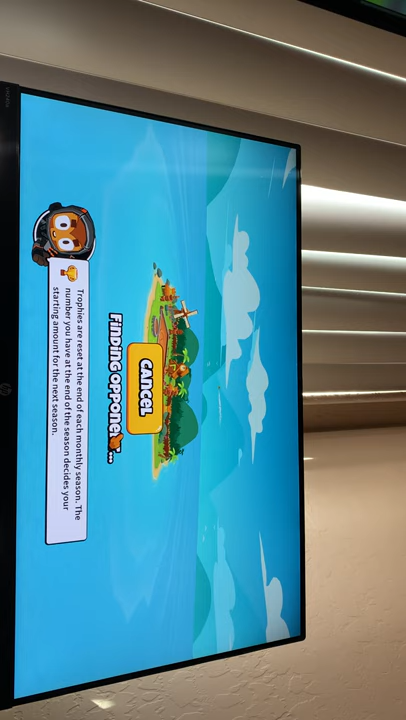 CANCEL
FINDING OPPONENT...
Trophies are reset at the end of each monthly season. The
number you have at the end of the season decides your
starting amount for the next season.
hp